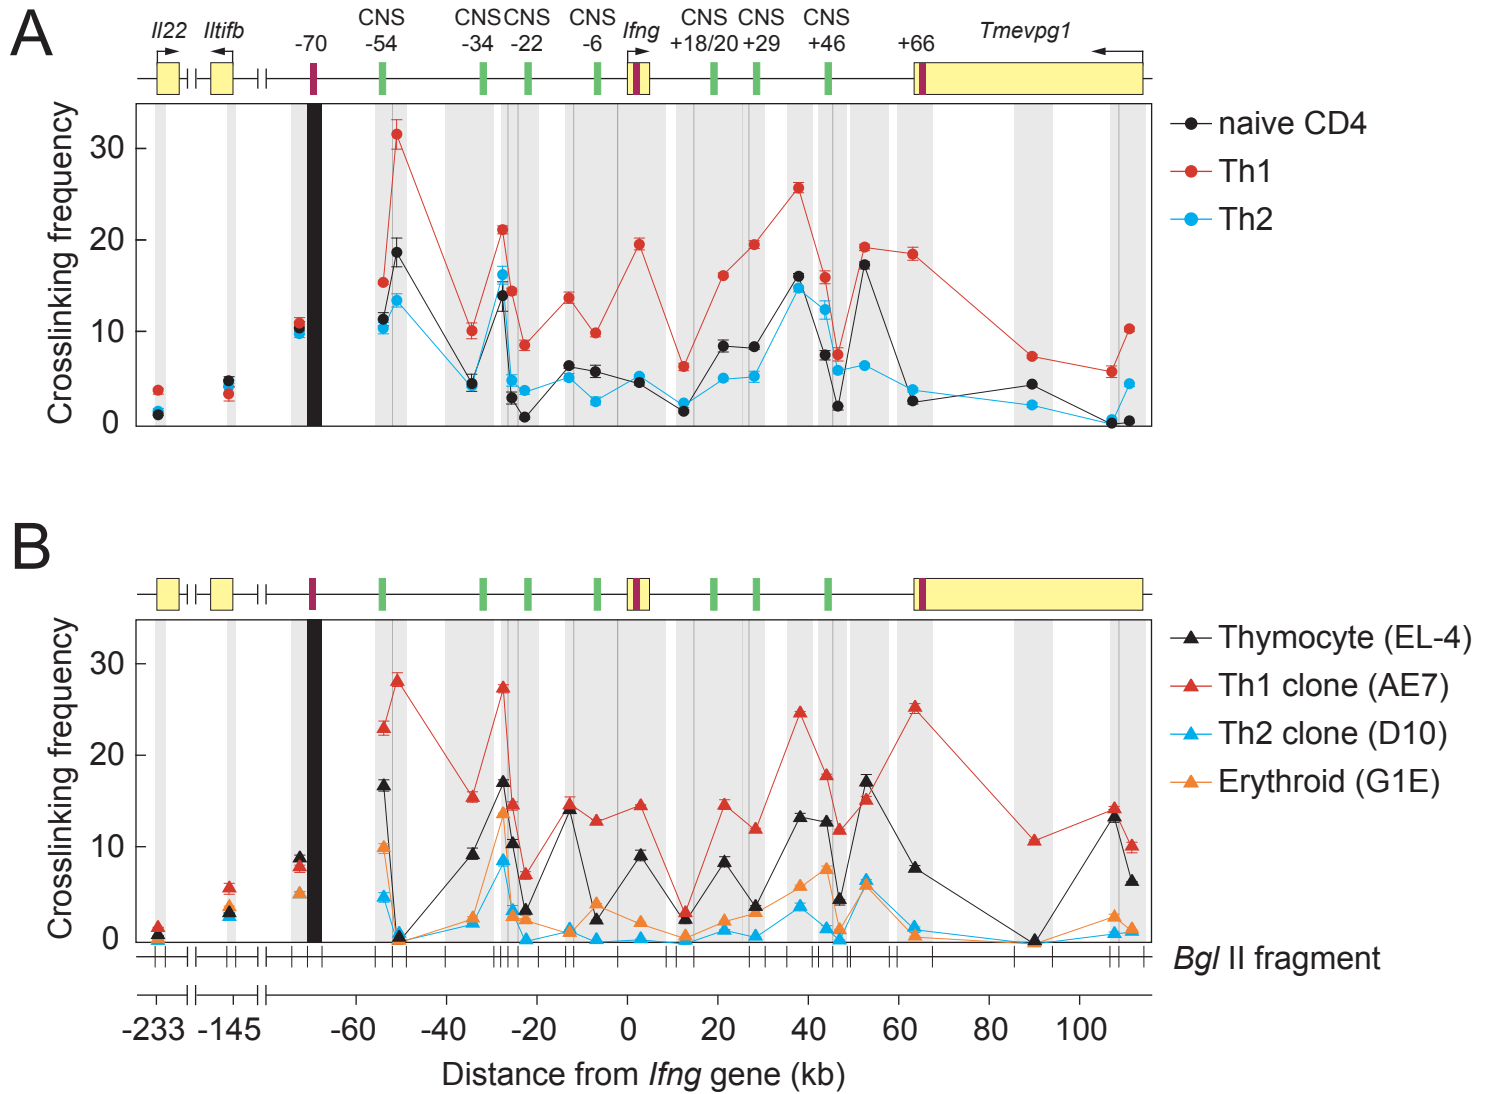 A
Il22 Iltifb CNS CNS CNS CNS Ifng CNS CNS CNS Tmevpg1
-70 -54 -34 -22 -6 +18/20 +29 +46 +66
Crosslinking frequency
30
20
10
0
naive CD4
Th1
Th2
B
Crosslinking frequency
30
20
10
0
Thymocyte (EL-4)
Th1 clone (AE7)
Th2 clone (D10)
Erythroid (G1E)
Bgl II fragment
-233 -145 -60 -40 -20 0 20 40 60 80 100
Distance from Ifng gene (kb)